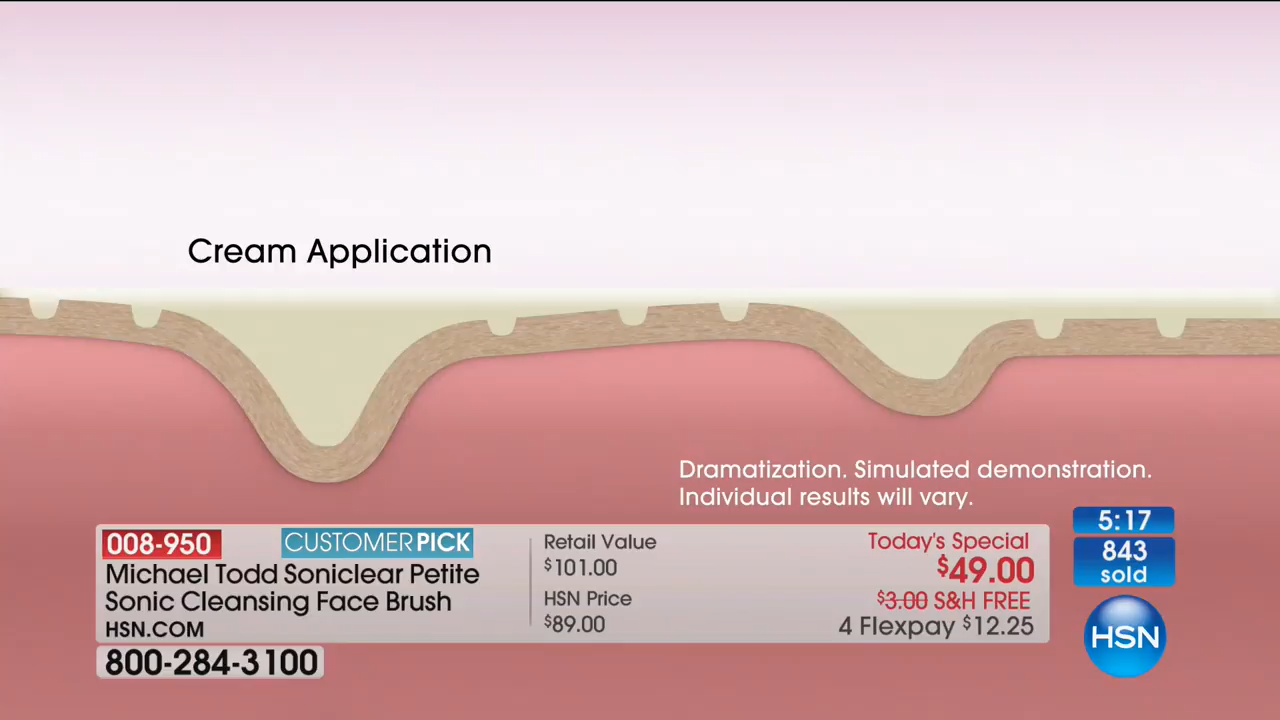 Cream Application
Dramatization. Simulated demonstration.
Individual results will vary.
008-950
CUSTOMERPICK
Michael Todd Soniclear Petite
Sonic Cleansing Face Brush
HSN.COM
800-284-3100
Retail Value
$101.00
HSN Price
$89.00
Today's Special
$49.00
$3.00 S&H FREE
4 Flexpay $12.25
5:17
843
sold
HSN